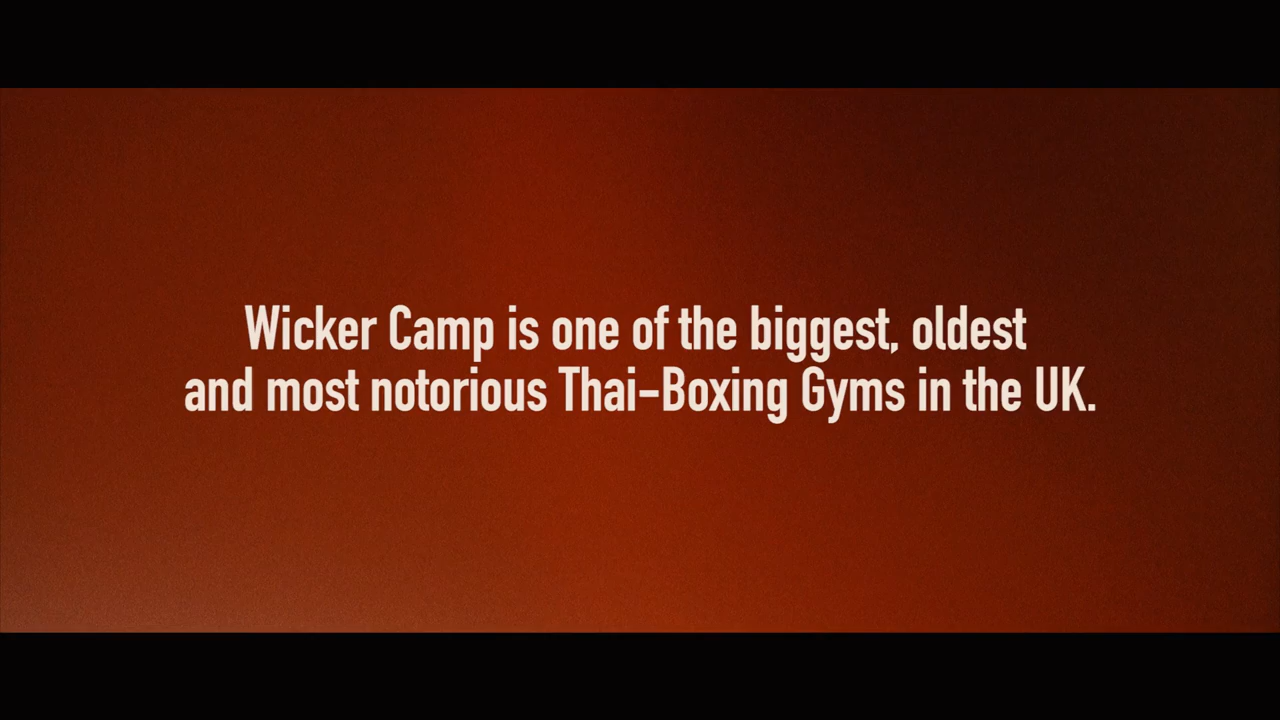 Wicker Camp is one of the biggest, oldest
and most notorious Thai-Boxing Gyms in the UK.